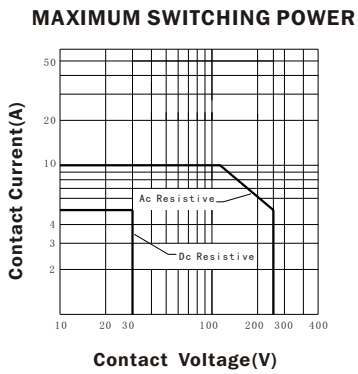 MAXIMUM SWITCHING POWER
Contact Current(A)
50
20
10
4
3
2
Ac Resistive
Dc Resistive
10 20 30 100 200 300 400
Contact Voltage(V)